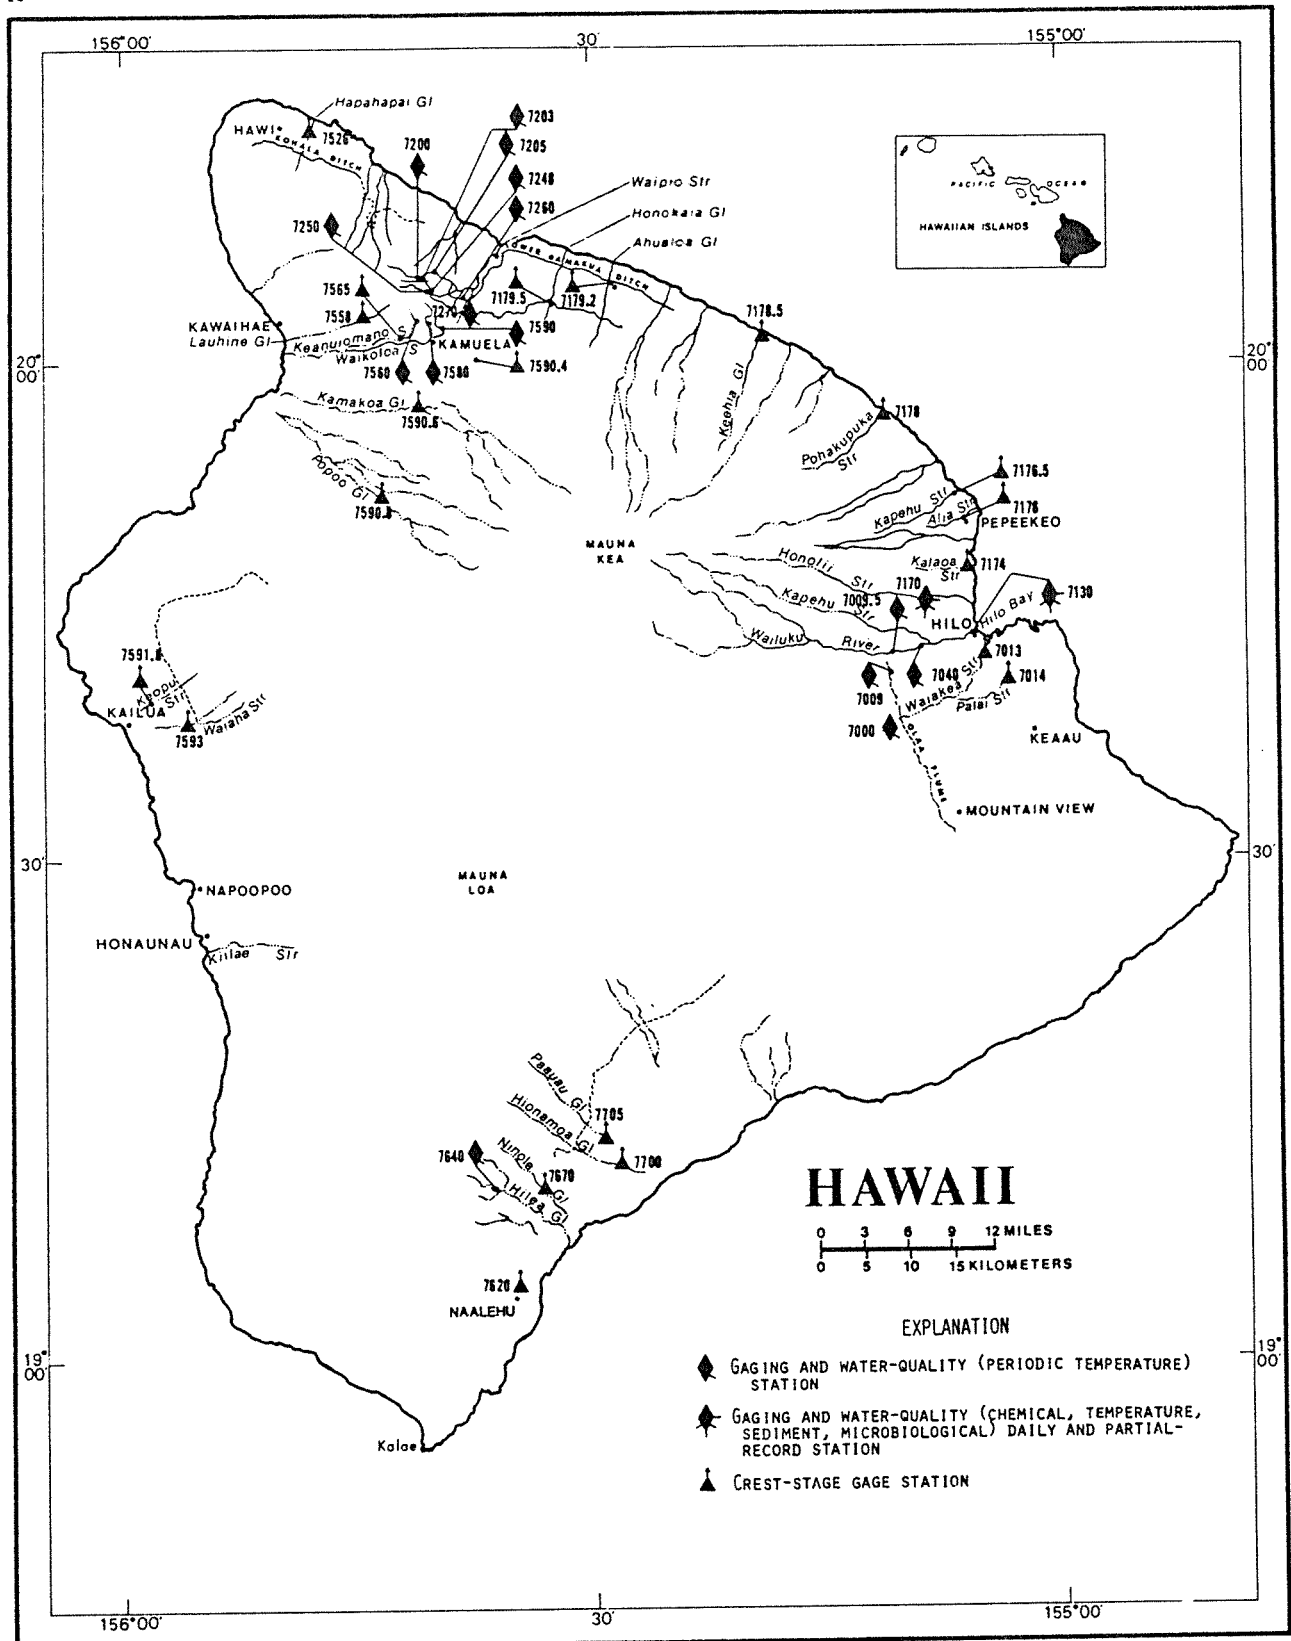 156°00'
30'
155°00'
Hapahapai Gl
HAWI
7526
KOHALA DITCH
7200
7203
7205
7248
7260
Waipio Str
Honokaia Gl
Ahualoa Gl
PACIFIC OCEAN
HAWAIIAN ISLANDS
7250
LOWER HAMAKUA DITCH
7565
7558
7270
7179.5
7179.2
7178.5
KAWAIHAE
Lauhine Gl
Keanuiomano S
Waikoloa S
KAMUELA
7590
7590.4
7560
7580
20°
00'
20°
00'
Kamakoa Gl
7590.6
Keehia Gl
7178
Pohakupuka
Str
Popoo Gl
7590.8
7176.5
Kapehu Str
7176
Alia Str
PEPEEKEO
MAUNA
KEA
Honolii
Str
Kalaoa
Str
7174
7170
Kapehu
Str
7009.5
HILO
Hilo Bay
7130
Wailuku River
7013
7014
7009
7040
Waiakea Str
Palai Str
7000
KEAAU
OLAA FLUME
MOUNTAIN VIEW
7591.8
Keopu
Str
KAILUA
Waiaha Str
7593
30'
30'
MAUNA
LOA
NAPOOPOO
HONAUNAU
Kiilae Str
Paauau Gl
7705
Hionamoa Gl
7700
7640
Ninole Gl
7670
Hilea Gl
7620
NAALEHU
HAWAII
0 3 6 9 12 MILES
0 5 10 15 KILOMETERS
EXPLANATION
GAGING AND WATER-QUALITY (PERIODIC TEMPERATURE)
STATION
GAGING AND WATER-QUALITY (CHEMICAL, TEMPERATURE,
SEDIMENT, MICROBIOLOGICAL) DAILY AND PARTIAL-
RECORD STATION
CREST-STAGE GAGE STATION
19°
00'
19°
00'
Kalae
156°00'
30'
155°00'